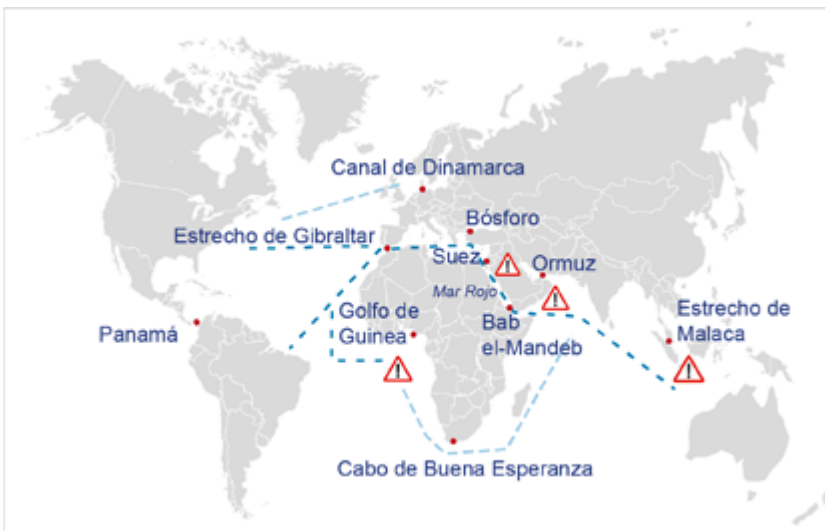 Canal de Dinamarca
Bósforo
Estrecho de Gibraltar
Suez
Ormuz
Mar Rojo
Golfo de
Guinea
Bab
el-Mandeb
Estrecho de
Malaca
Panamá
Cabo de Buena Esperanza